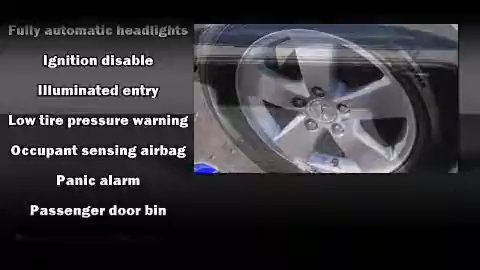 Fully automatic headlights
Ignition disable
Illuminated entry
Low tire pressure warning
Occupant sensing airbag
Panic alarm
Passenger door bin